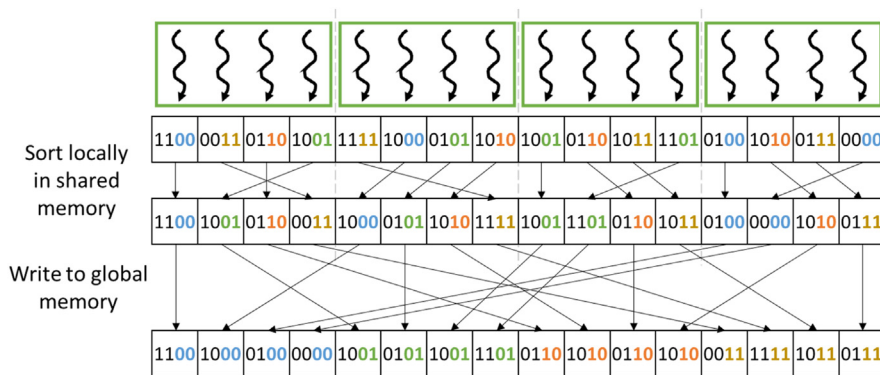 1100 0011 0110 1001 1111 1000 0101 1010 1001 0110 1011 1101 0100 1010 0111 0000
Sort locally
in shared
memory
1100 1001 0110 0011 1000 0101 1010 1111 1001 1101 0110 1011 0100 0000 1010 0111
Write to global
memory
1100 1000 0100 0000 1001 0101 1001 1101 0110 1010 0110 1010 0011 1111 1011 0111